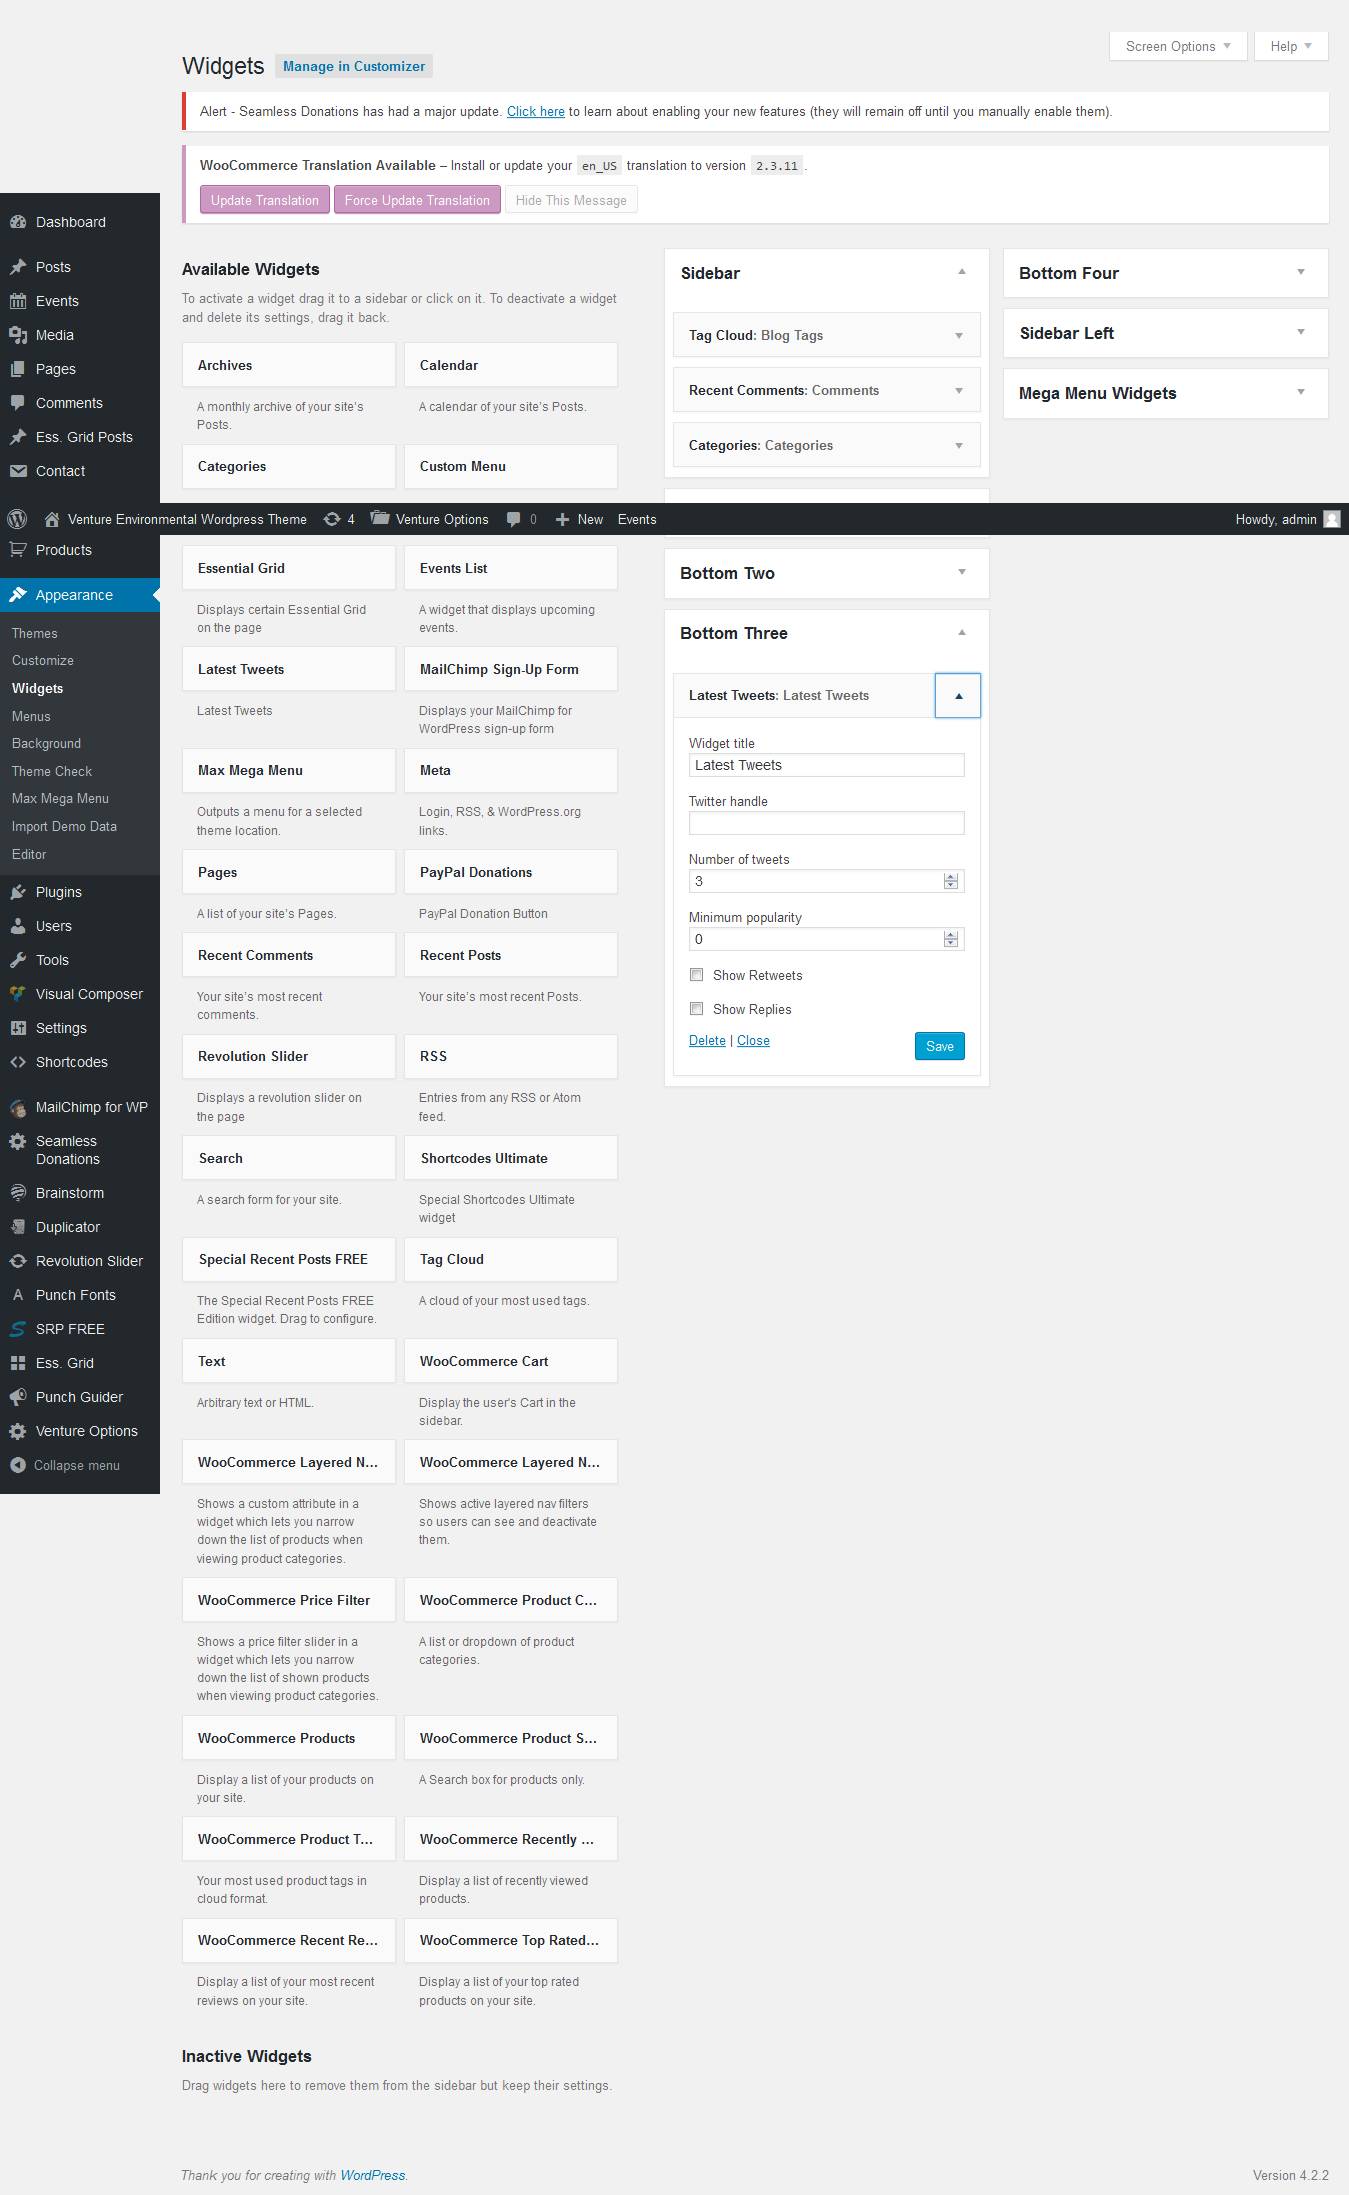 Screen Options
Help
Widgets
Manage in Customizer
Alert - Seamless Donations has had a major update. Click here to learn about enabling your new features (they will remain off until you manually enable them).
WooCommerce Translation Available – Install or update your en_US translation to version 2.3.11.
Update Translation
Force Update Translation
Hide This Message
Dashboard
Posts
Events
Media
Pages
Comments
Ess. Grid Posts
Contact
Venture Environmental Wordpress Theme
4
Venture Options
0
New
Events
Howdy, admin
Products
Appearance
Themes
Customize
Widgets
Menus
Background
Theme Check
Max Mega Menu
Import Demo Data
Editor
Plugins
Users
Tools
Visual Composer
Settings
Shortcodes
MailChimp for WP
Seamless
Donations
Brainstorm
Duplicator
Revolution Slider
Punch Fonts
SRP FREE
Ess. Grid
Punch Guider
Venture Options
Collapse menu
Available Widgets
To activate a widget drag it to a sidebar or click on it. To deactivate a widget
and delete its settings, drag it back.
Archives
A monthly archive of your site's
Posts.
Calendar
A calendar of your site's Posts.
Categories
Custom Menu
Essential Grid
Displays certain Essential Grid
on the page
Events List
A widget that displays upcoming
events.
Latest Tweets
Latest Tweets
MailChimp Sign-Up Form
Displays your MailChimp for
WordPress sign-up form
Max Mega Menu
Outputs a menu for a selected
theme location.
Meta
Login, RSS, & WordPress.org
links.
Pages
A list of your site's Pages.
PayPal Donations
PayPal Donation Button
Recent Comments
Your site's most recent
comments.
Recent Posts
Your site's most recent Posts.
Revolution Slider
Displays a revolution slider on
the page
RSS
Entries from any RSS or Atom
feed.
Search
A search form for your site.
Shortcodes Ultimate
Special Shortcodes Ultimate
widget
Special Recent Posts FREE
The Special Recent Posts FREE
Edition widget. Drag to configure.
Tag Cloud
A cloud of your most used tags.
Text
Arbitrary text or HTML.
WooCommerce Cart
Display the user's Cart in the
sidebar.
WooCommerce Layered N...
Shows a custom attribute in a
widget which lets you narrow
down the list of products when
viewing product categories.
WooCommerce Layered N...
Shows active layered nav filters
so users can see and deactivate
them.
WooCommerce Price Filter
Shows a price filter slider in a
widget which lets you narrow
down the list of shown products
when viewing product categories.
WooCommerce Product C...
A list or dropdown of product
categories.
WooCommerce Products
Display a list of your products on
your site.
WooCommerce Product S...
A Search box for products only.
WooCommerce Product T...
Your most used product tags in
cloud format.
WooCommerce Recently ...
Display a list of recently viewed
products.
WooCommerce Recent Re...
Display a list of your most recent
reviews on your site.
WooCommerce Top Rated...
Display a list of your top rated
products on your site.
Inactive Widgets
Drag widgets here to remove them from the sidebar but keep their settings.
Sidebar
Tag Cloud: Blog Tags
Recent Comments: Comments
Categories: Categories
Bottom Two
Bottom Three
Latest Tweets: Latest Tweets
Widget title
Latest Tweets
Twitter handle
Number of tweets
3
Minimum popularity
0
Show Retweets
Show Replies
Delete | Close
Save
Bottom Four
Sidebar Left
Mega Menu Widgets
Thank you for creating with WordPress.
Version 4.2.2